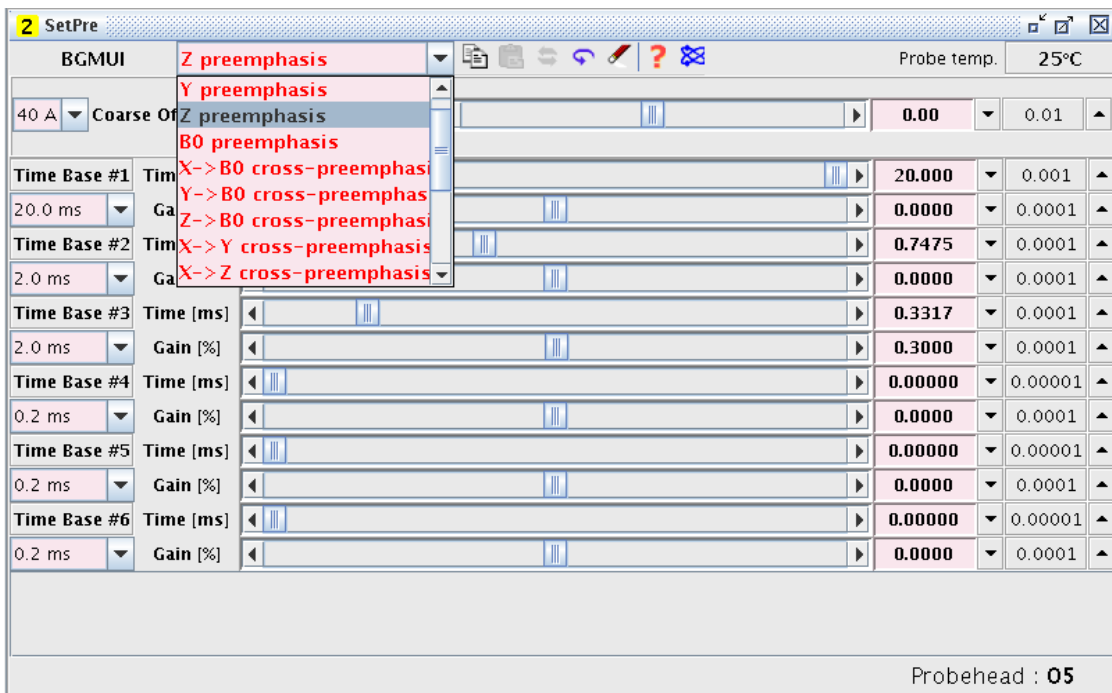 2 SetPre
BGMUI Z preemphasis ? Probe temp. 25°C
Y preemphasis
Z preemphasis
B0 preemphasis
X->B0 cross-preemphasi
Y->B0 cross-preemphas
Z->B0 cross-preemphasi
X->Y cross-preemphasis
X->Z cross-preemphasis
40 A Coarse Of 0.00 0.01
Time Base #1 Tim 20.000 0.001
20.0 ms Ga 0.0000 0.0001
Time Base #2 Tim 0.7475 0.0001
2.0 ms Ga 0.0000 0.0001
Time Base #3 Time [ms] 0.3317 0.0001
2.0 ms Gain [%] 0.3000 0.0001
Time Base #4 Time [ms] 0.00000 0.00001
0.2 ms Gain [%] 0.0000 0.0001
Time Base #5 Time [ms] 0.00000 0.00001
0.2 ms Gain [%] 0.0000 0.0001
Time Base #6 Time [ms] 0.00000 0.00001
0.2 ms Gain [%] 0.0000 0.0001
Probehead : O5